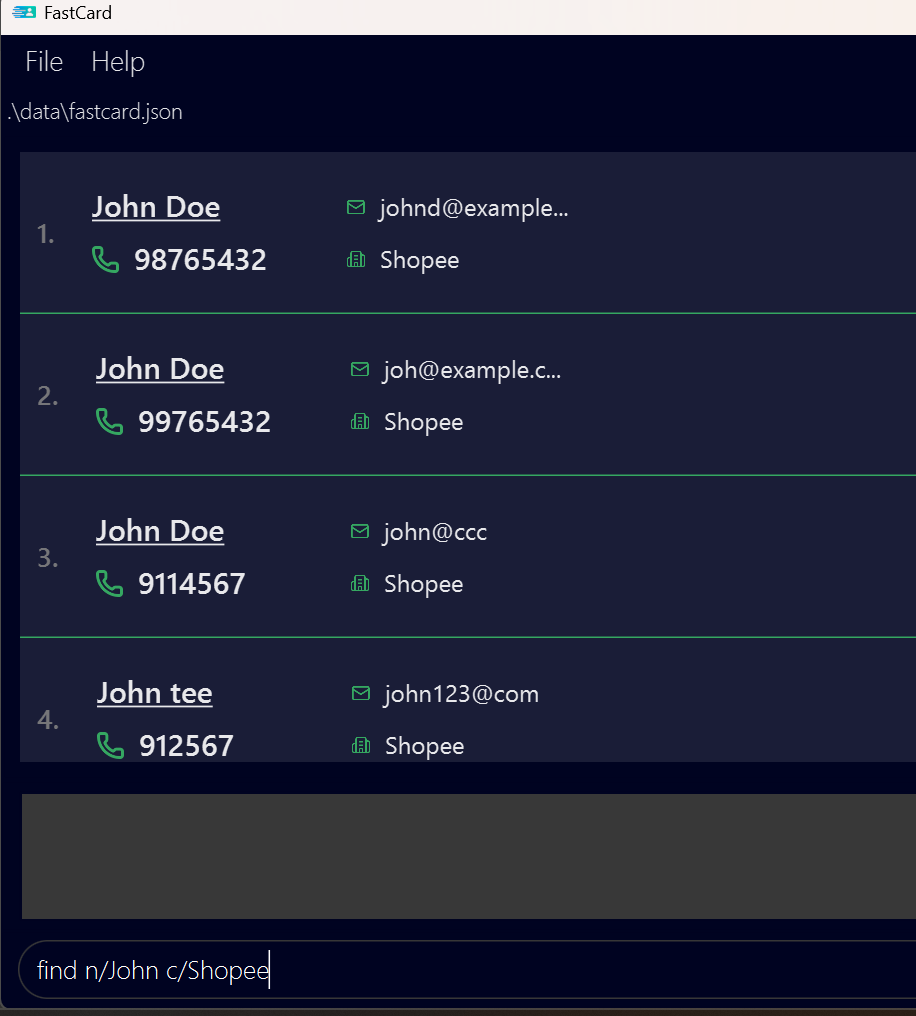 FastCard
File Help
.\data\fastcard.json
1.
John Doe
johnd@example...
98765432
Shopee
2.
John Doe
joh@example.c...
99765432
Shopee
3.
John Doe
john@ccc
9114567
Shopee
4.
John tee
john123@com
912567
Shopee
find n/John c/Shopee